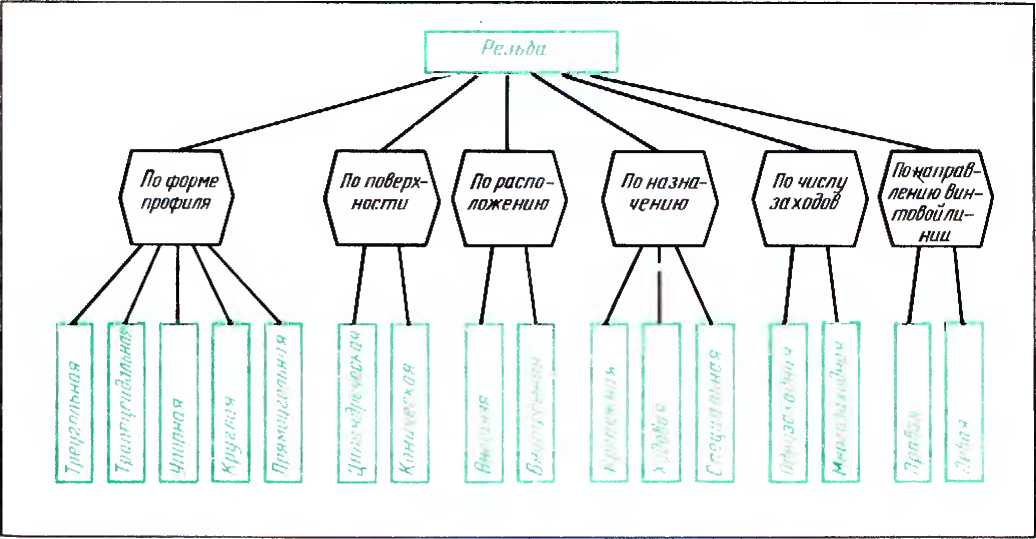 Резьба
По форме
профиля
По поверх-
ности
По распо-
ложению
По назна-
чению
По числу
заходов
По направ-
лению вин-
товой ли-
нии
Треугольная
Трапецеидальная
Упорная
Круглая
Прямоугольная
Цилиндрическая
Коническая
Внешняя
Внутренняя
Крепежная
Ходовая
Специальная
Однозаходная
Многозаходная
Правая
Левая